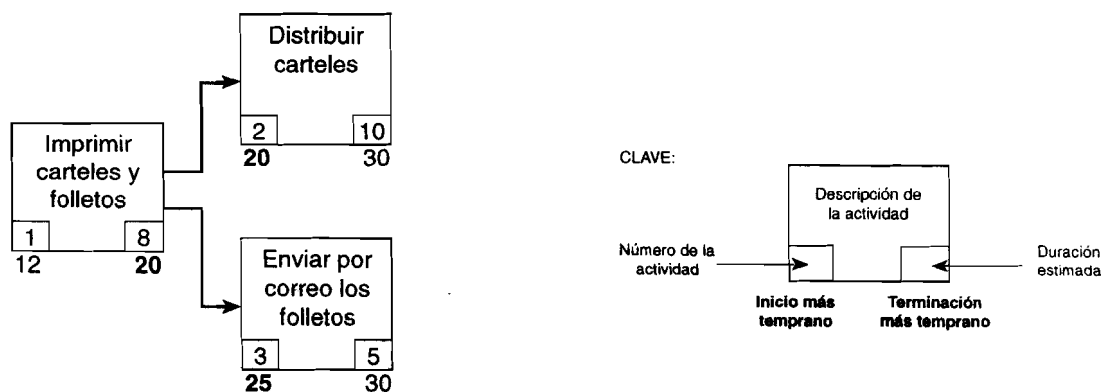 Distribuir
carteles
2 10
20 30
Imprimir
carteles y
folletos
1 8
12 20
Enviar por
correo los
folletos
3 5
25 30
CLAVE:
Descripción de
la actividad
Número de la
actividad
Duración
estimada
Inicio más
temprano
Terminación
más temprano